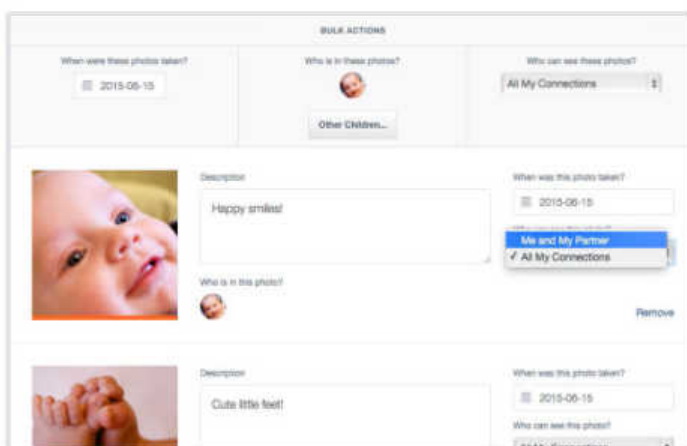 BULK ACTIONS
When were these photos taken?
2015-06-15
Who is in these photos?
Other Children...
Who can see these photos?
All My Connections
Description
Happy smiles!
Who is in this photo?
When was this photo taken?
2015-06-15
Me and My Partner
✓ All My Connections
Remove
Description
Cute little feet!
When was this photo taken?
2015-06-15
Who can see this photo?
All My Connections